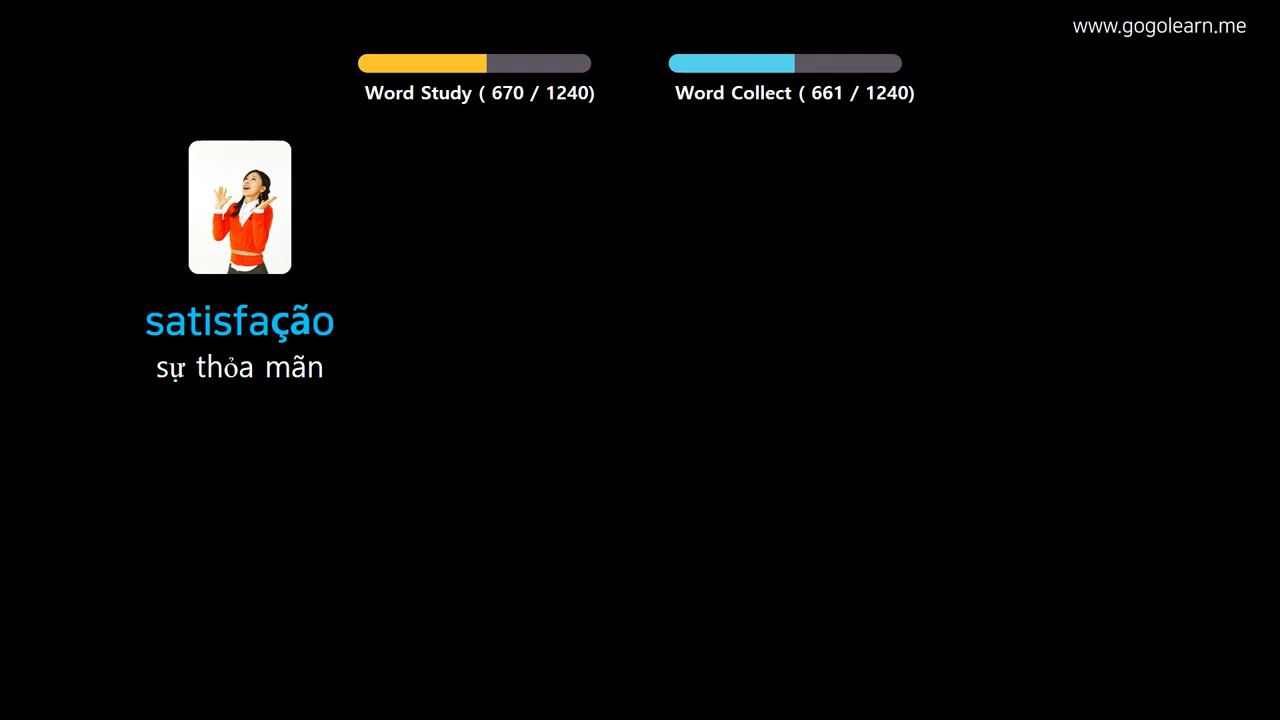 www.gogolearn.me
Word Study ( 670 / 1240)
Word Collect ( 661 / 1240)
satisfação
sự thỏa mãn